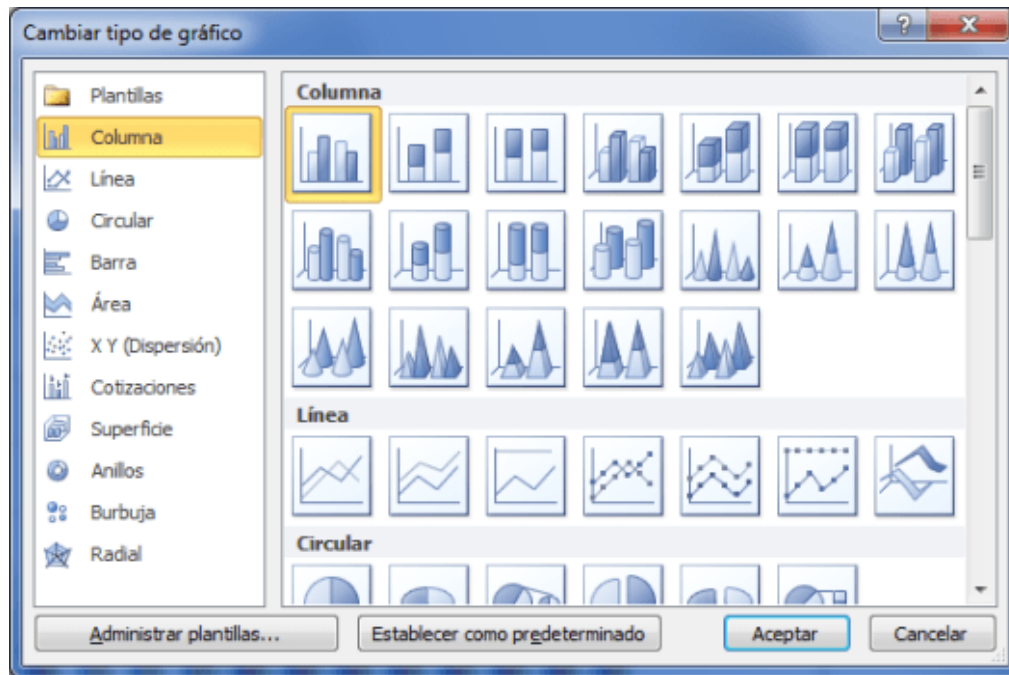 Cambiar tipo de gráfico
Plantillas
Columna
Línea
Circular
Barra
Área
X Y (Dispersión)
Cotizaciones
Superficie
Anillos
Burbuja
Radial
Columna
Línea
Circular
Administrar plantillas...
Establecer como predeterminado
Aceptar
Cancelar